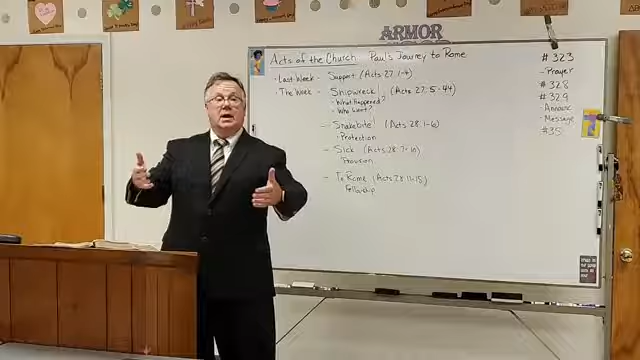 ARMOR
Acts of the Church Paul's Journey to Rome
- Last Week - Support (Acts 27:1-4)
- This Week - Shipwreck! (Acts 27:5-44)
- What Happened?
- Who Went?
- Snakebite! (Acts 28:1-6)
- Protection
- Sick (Acts 28:7-10)
Provision
- To Rome (Acts 28:11-15)
Fellowship
#323
- Prayer
#328
#329
- Announc
- Message
#35